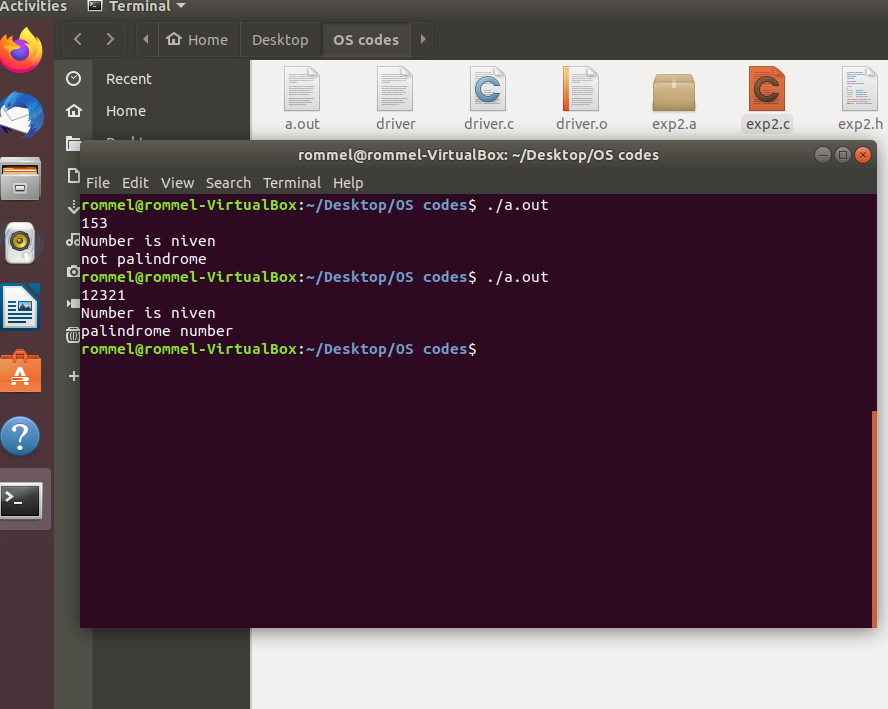 Activities Terminal
Home Desktop OS codes
Recent
Home
a.out driver driver.c driver.o exp2.a exp2.c exp2.h
rommel@rommel-VirtualBox: ~/Desktop/OS codes
File Edit View Search Terminal Help
rommel@rommel-VirtualBox:~/Desktop/OS codes$ ./a.out
153
Number is niven
not palindrome
rommel@rommel-VirtualBox:~/Desktop/OS codes$ ./a.out
12321
Number is niven
palindrome number
rommel@rommel-VirtualBox:~/Desktop/OS codes$